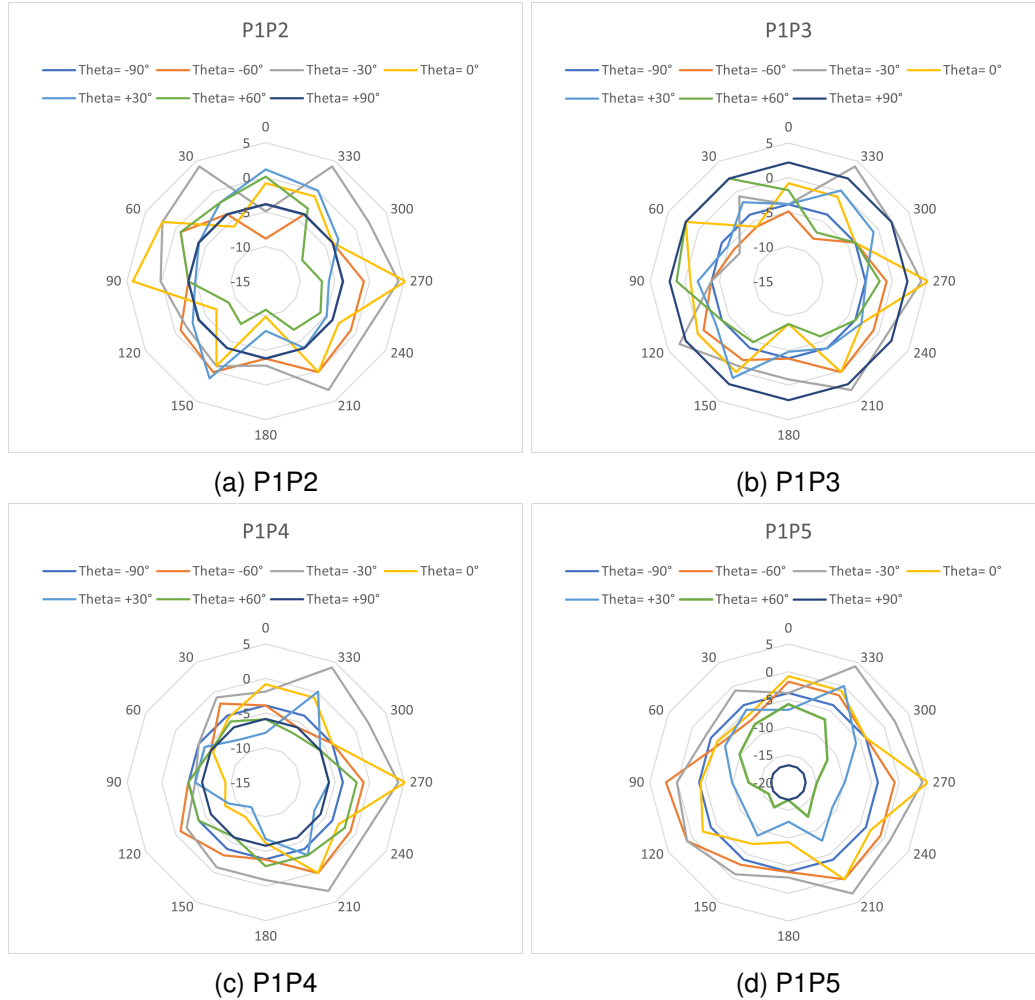 P1P2
Theta= -90° Theta= -60° Theta= -30° Theta= 0°
Theta= +30° Theta= +60° Theta= +90°
0
5
30 330
0
60 -5 300
-10
90 -15 270
120 240
150 210
180
(a) P1P2
P1P3
Theta= -90° Theta= -60° Theta= -30° Theta= 0°
Theta= +30° Theta= +60° Theta= +90°
0
5
30 330
0
60 -5 300
-10
90 -15 270
120 240
150 210
180
(b) P1P3
P1P4
Theta= -90° Theta= -60° Theta= -30° Theta= 0°
Theta= +30° Theta= +60° Theta= +90°
0
5
30 330
0
60 -5 300
-10
90 -15 270
120 240
150 210
180
(c) P1P4
P1P5
Theta= -90° Theta= -60° Theta= -30° Theta= 0°
Theta= +30° Theta= +60° Theta= +90°
0
5
30 330
0
-5
60 300
-10
-15
90 -20 270
120 240
150 210
180
(d) P1P5